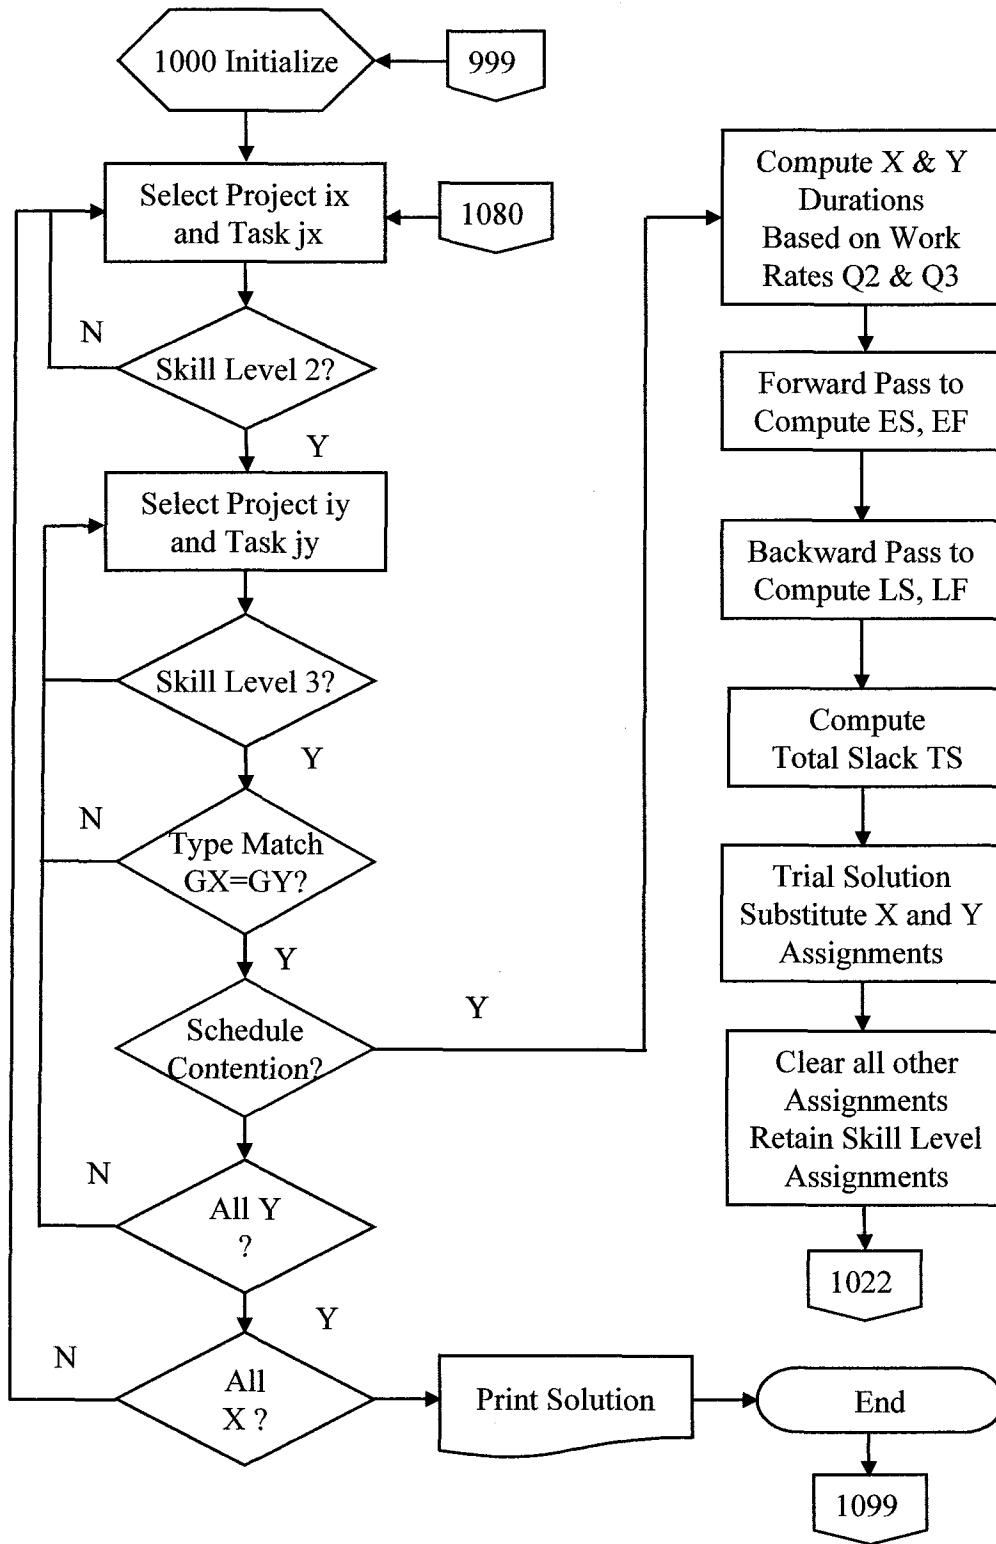 1000 Initialize
999
Select Project ix
and Task jx
1080
N
Skill Level 2?
Y
Select Project iy
and Task jy
Skill Level 3?
Y
N
Type Match
GX=GY?
Y
Schedule
Contention?
Y
N
All Y
?
Y
N
All
X ?
Print Solution
End
1099
Compute X & Y
Durations
Based on Work
Rates Q2 & Q3
Forward Pass to
Compute ES, EF
Backward Pass to
Compute LS, LF
Compute
Total Slack TS
Trial Solution
Substitute X and Y
Assignments
Clear all other
Assignments
Retain Skill Level
Assignments
1022